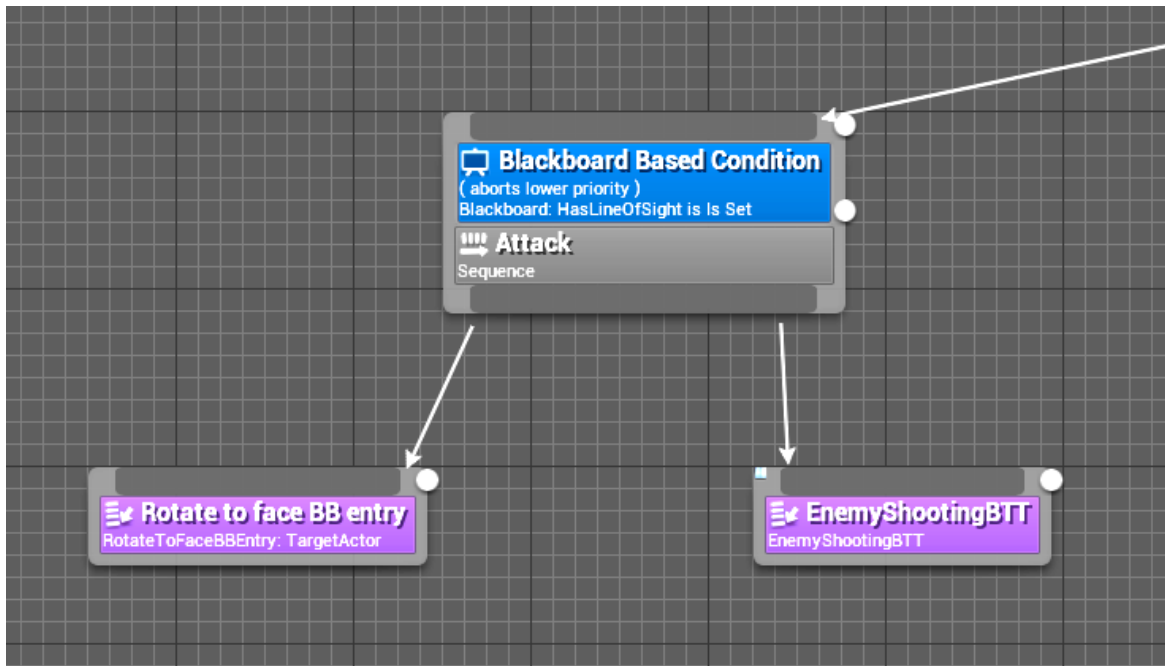 Blackboard Based Condition
( aborts lower priority )
Blackboard: HasLineOfSight is Is Set
Attack
Sequence
Rotate to face BB entry
RotateToFaceBBEntry: TargetActor
EnemyShootingBTT
EnemyShootingBTT